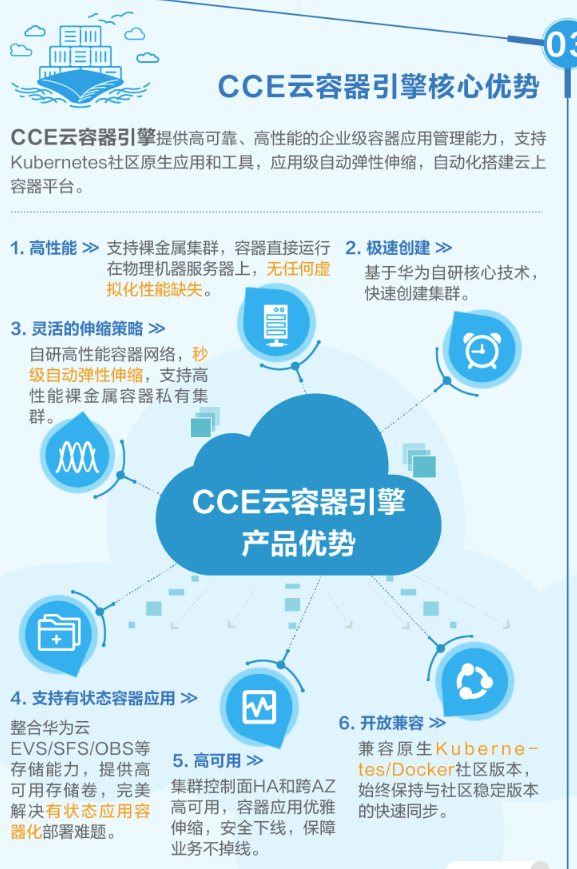 03
CCE云容器引擎核心优势
CCE云容器引擎提供高可靠、高性能的企业级容器应用管理能力，支持
Kubernetes社区原生应用和工具，应用级自动弹性伸缩，自动化搭建云上
容器平台。
1. 高性能 >>
支持裸金属集群，容器直接运行
在物理机器服务器上，无任何虚
拟化性能缺失。
2. 极速创建 >>
基于华为自研核心技术，
快速创建集群。
3. 灵活的伸缩策略 >>
自研高性能容器网络，秒
级自动弹性伸缩，支持高
性能裸金属容器私有集
群。
CCE云容器引擎
产品优势
4. 支持有状态容器应用 >>
整合华为云
EVS/SFS/OBS等
存储能力，提供高
可用存储卷，完美
解决有状态应用容
器化部署难题。
5. 高可用 >>
集群控制面HA和跨AZ
高可用，容器应用优雅
伸缩，安全下线，保障
业务不掉线。
6. 开放兼容 >>
兼容原生Kuberne-
tes/Docker社区版本，
始终保持与社区稳定版本
的快速同步。